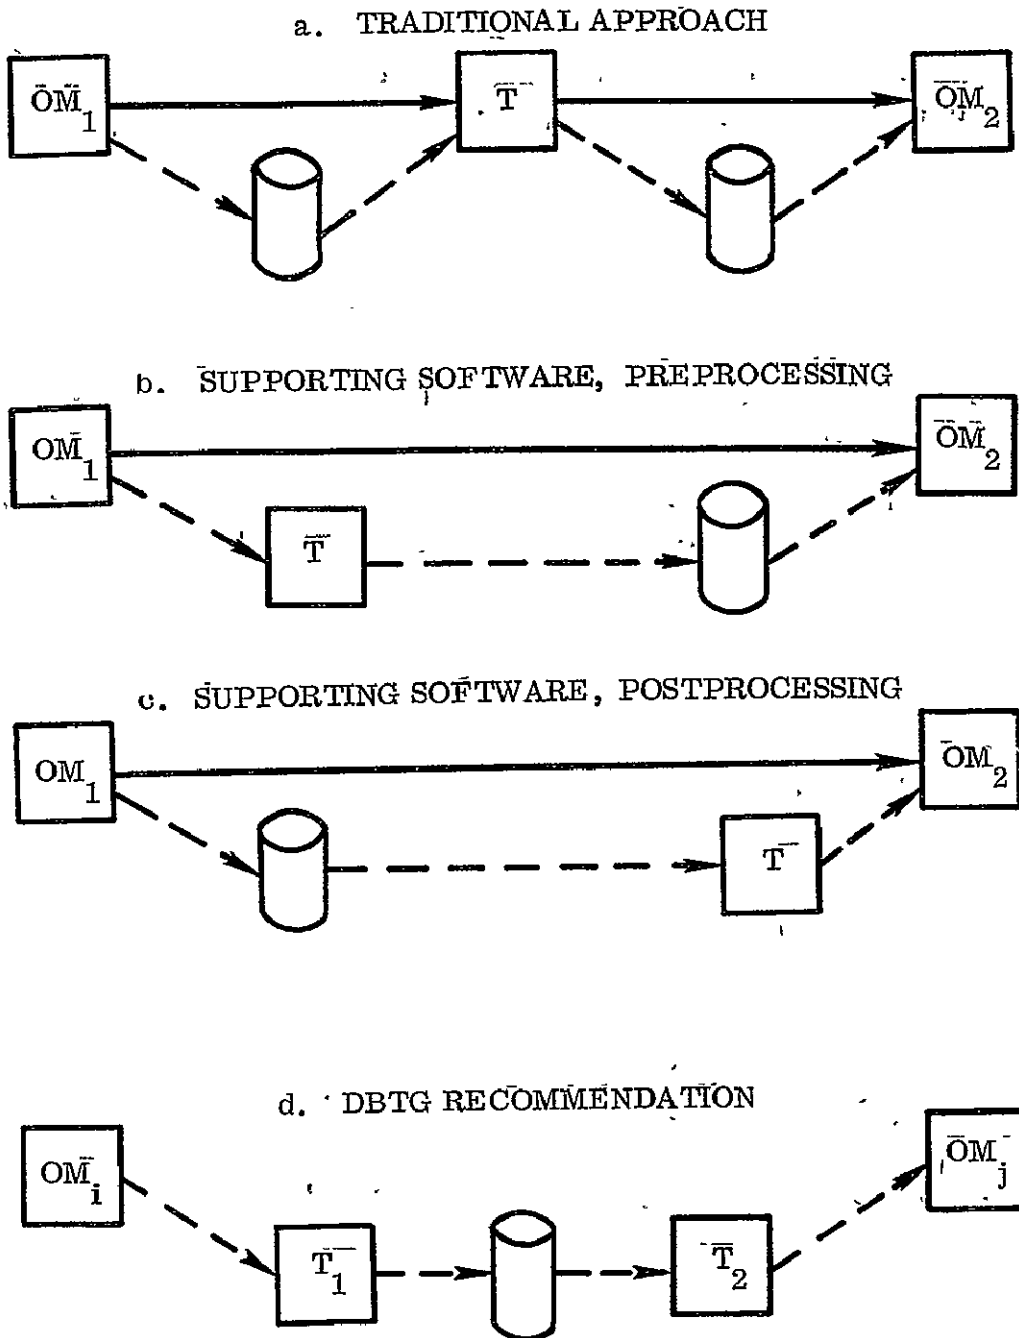 a. TRADITIONAL APPROACH
OM1 T OM2
b. SUPPORTING SOFTWARE, PREPROCESSING
OM1 OM2
T
c. SUPPORTING SOFTWARE, POSTPROCESSING
OM1 OM2
T
d. DBTG RECOMMENDATION
OMi OMj
T1 T2